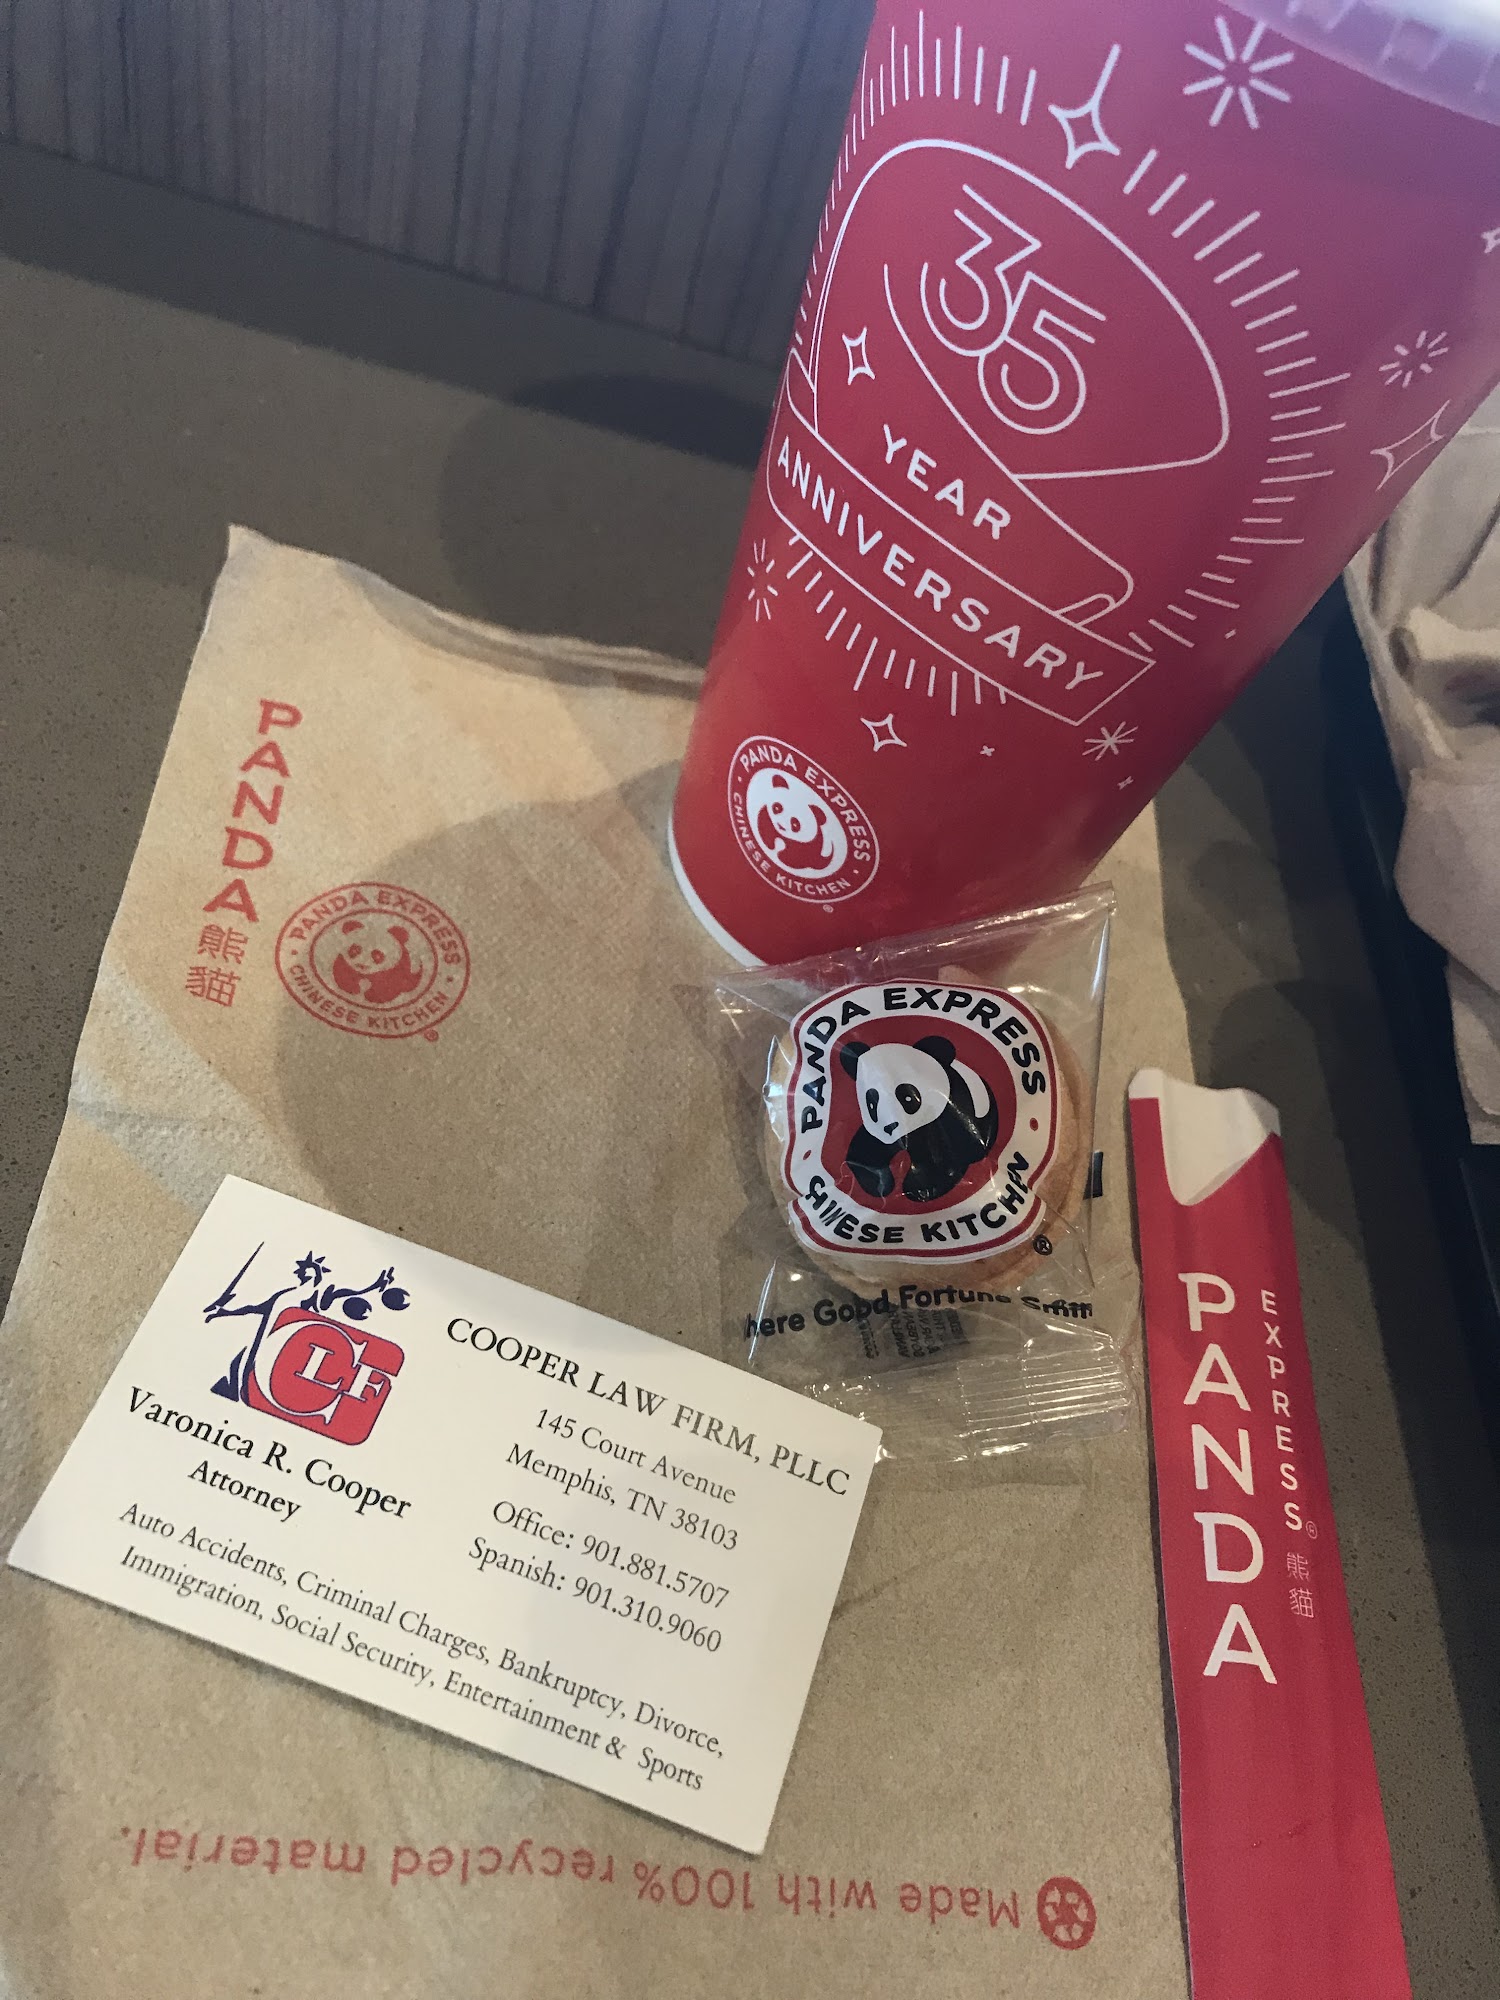 35
YEAR
ANNIVERSARY
PANDA EXPRESS
CHINESE KITCHEN
®
PANDA
熊
貓
PANDA EXPRESS
CHINESE KITCHEN
®
PANDA EXPRESS
CHINESE KITCHEN
®
Good Fortune
PANDA
EXPRESS®
熊
貓
CLF
Varonica R. Cooper
Attorney
COOPER LAW FIRM, PLLC
145 Court Avenue
Memphis, TN 38103
Office: 901.881.5707
Spanish: 901.310.9060
Auto Accidents, Criminal Charges, Bankruptcy, Divorce,
Immigration, Social Security, Entertainment & Sports
Made with 100% recycled material.